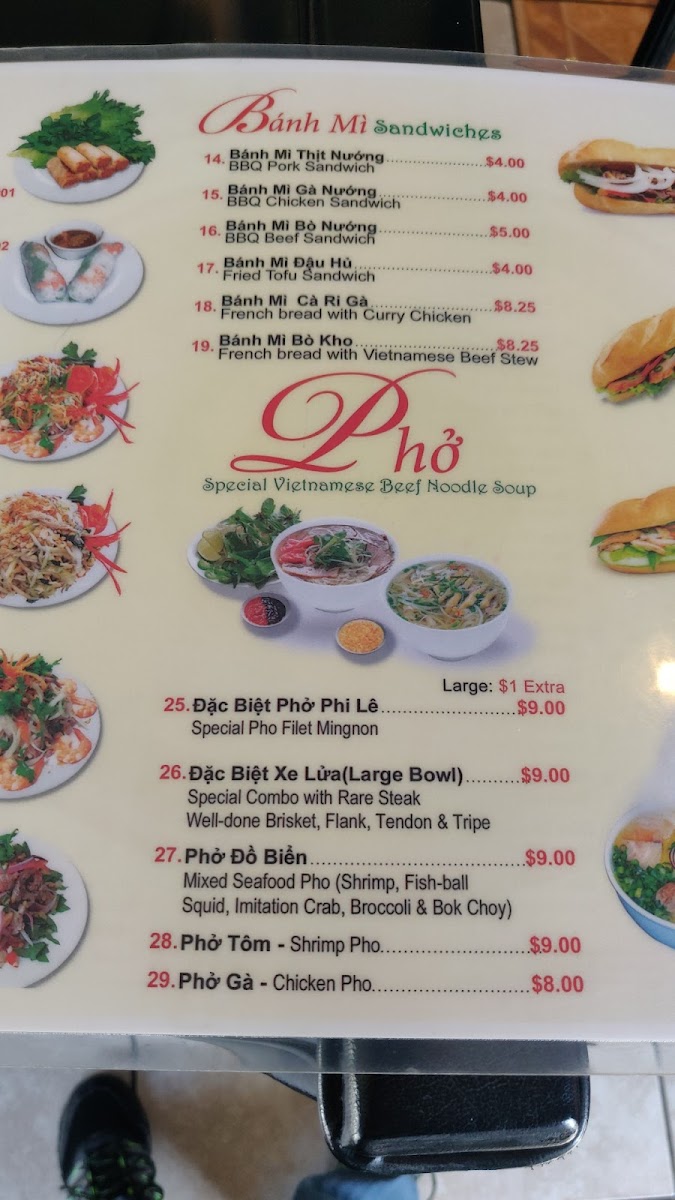 Bánh Mì Sandwiches
14. Bánh Mì Thịt Nướng..............................$4.00
BBQ Pork Sandwich
01
15. Bánh Mì Gà Nướng................................$4.00
BBQ Chicken Sandwich
16. Bánh Mì Bò Nướng................................$5.00
BBQ Beef Sandwich
02
17. Bánh Mì Đậu Hủ....................................$4.00
Fried Tofu Sandwich
18. Bánh Mì Cà Ri Gà..................................$8.25
French bread with Curry Chicken
19. Bánh Mì Bò Kho.....................................$8.25
French bread with Vietnamese Beef Stew
Phở
Special Vietnamese Beef Noodle Soup
Large: $1 Extra
25. Đặc Biệt Phở Phi Lê..........................$9.00
Special Pho Filet Mingnon
26. Đặc Biệt Xe Lửa(Large Bowl)..........$9.00
Special Combo with Rare Steak
Well-done Brisket, Flank, Tendon & Tripe
27. Phở Đồ Biển.......................................$9.00
Mixed Seafood Pho (Shrimp, Fish-ball
Squid, Imitation Crab, Broccoli & Bok Choy)
28. Phở Tôm - Shrimp Pho..........................$9.00
29. Phở Gà - Chicken Pho...........................$8.00